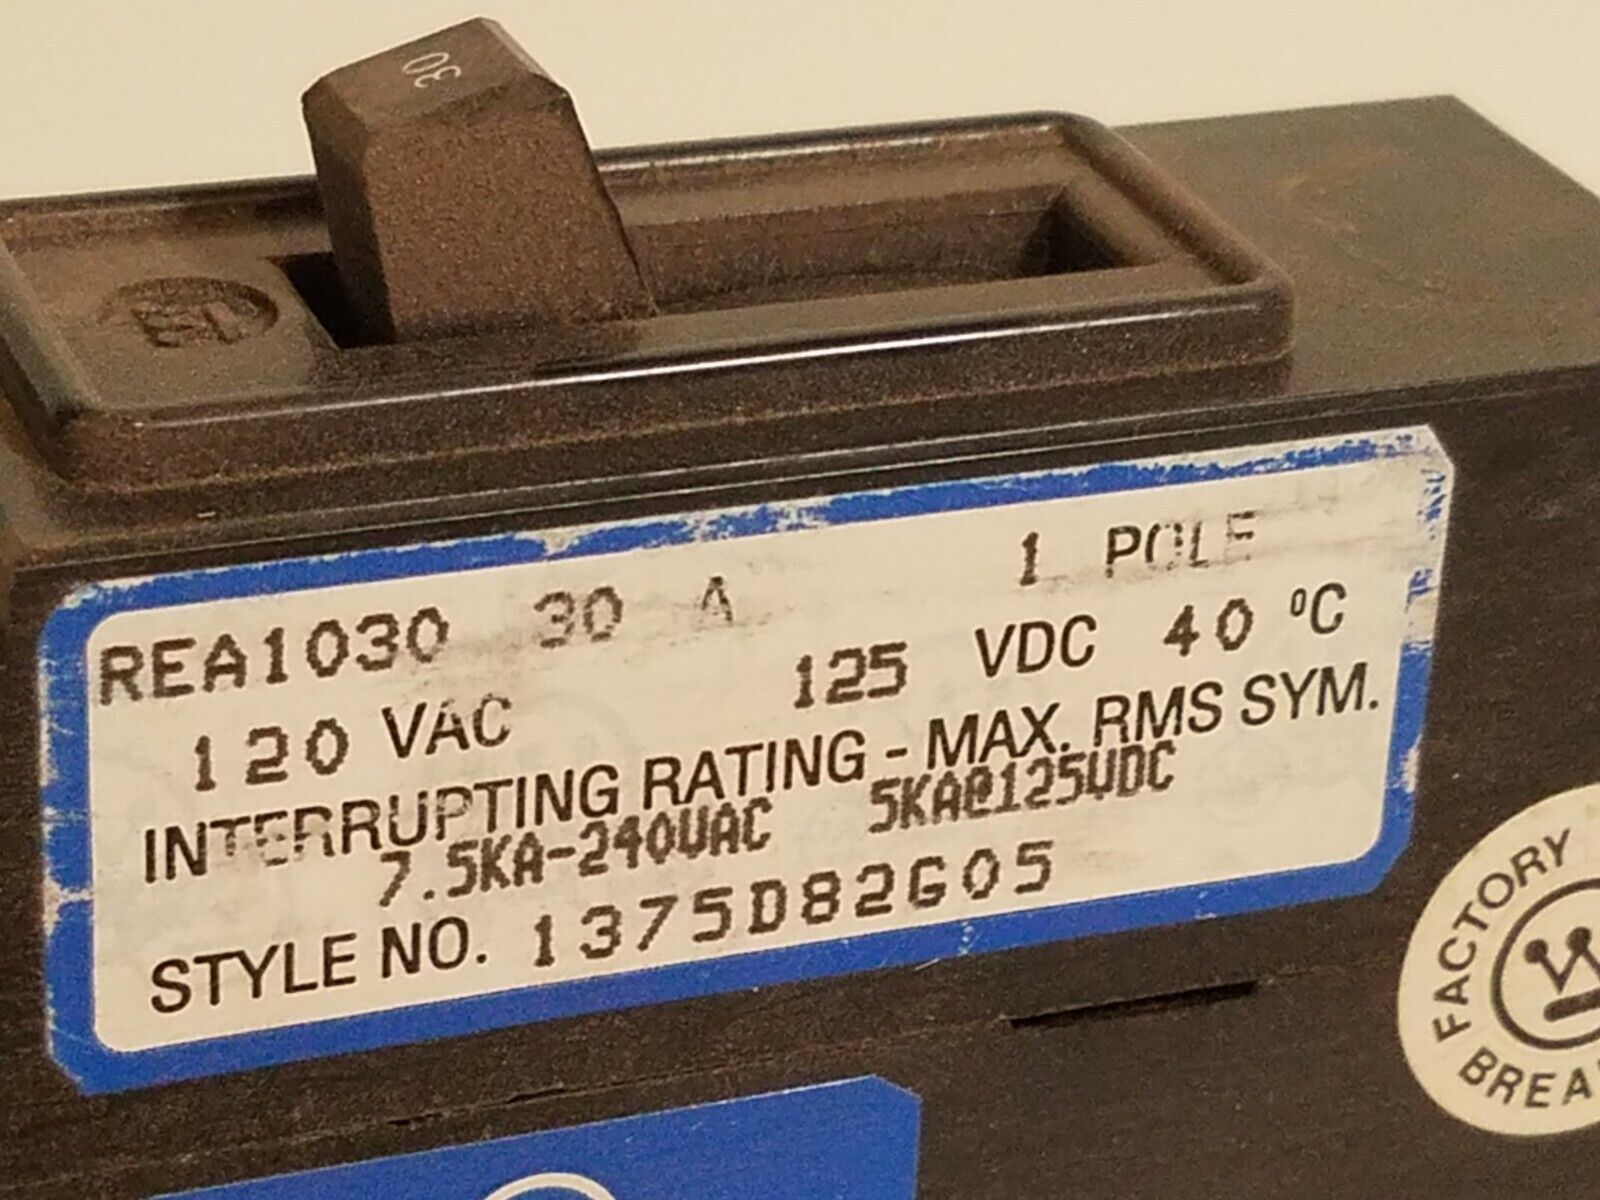 30
REA1030 30 A 1 POLE
120 VAC 125 VDC 40 °C
INTERRUPTING RATING - MAX. RMS SYM.
7.5KA-240VAC 5KA@125VDC
STYLE NO. 1375D82G05
FACTORY